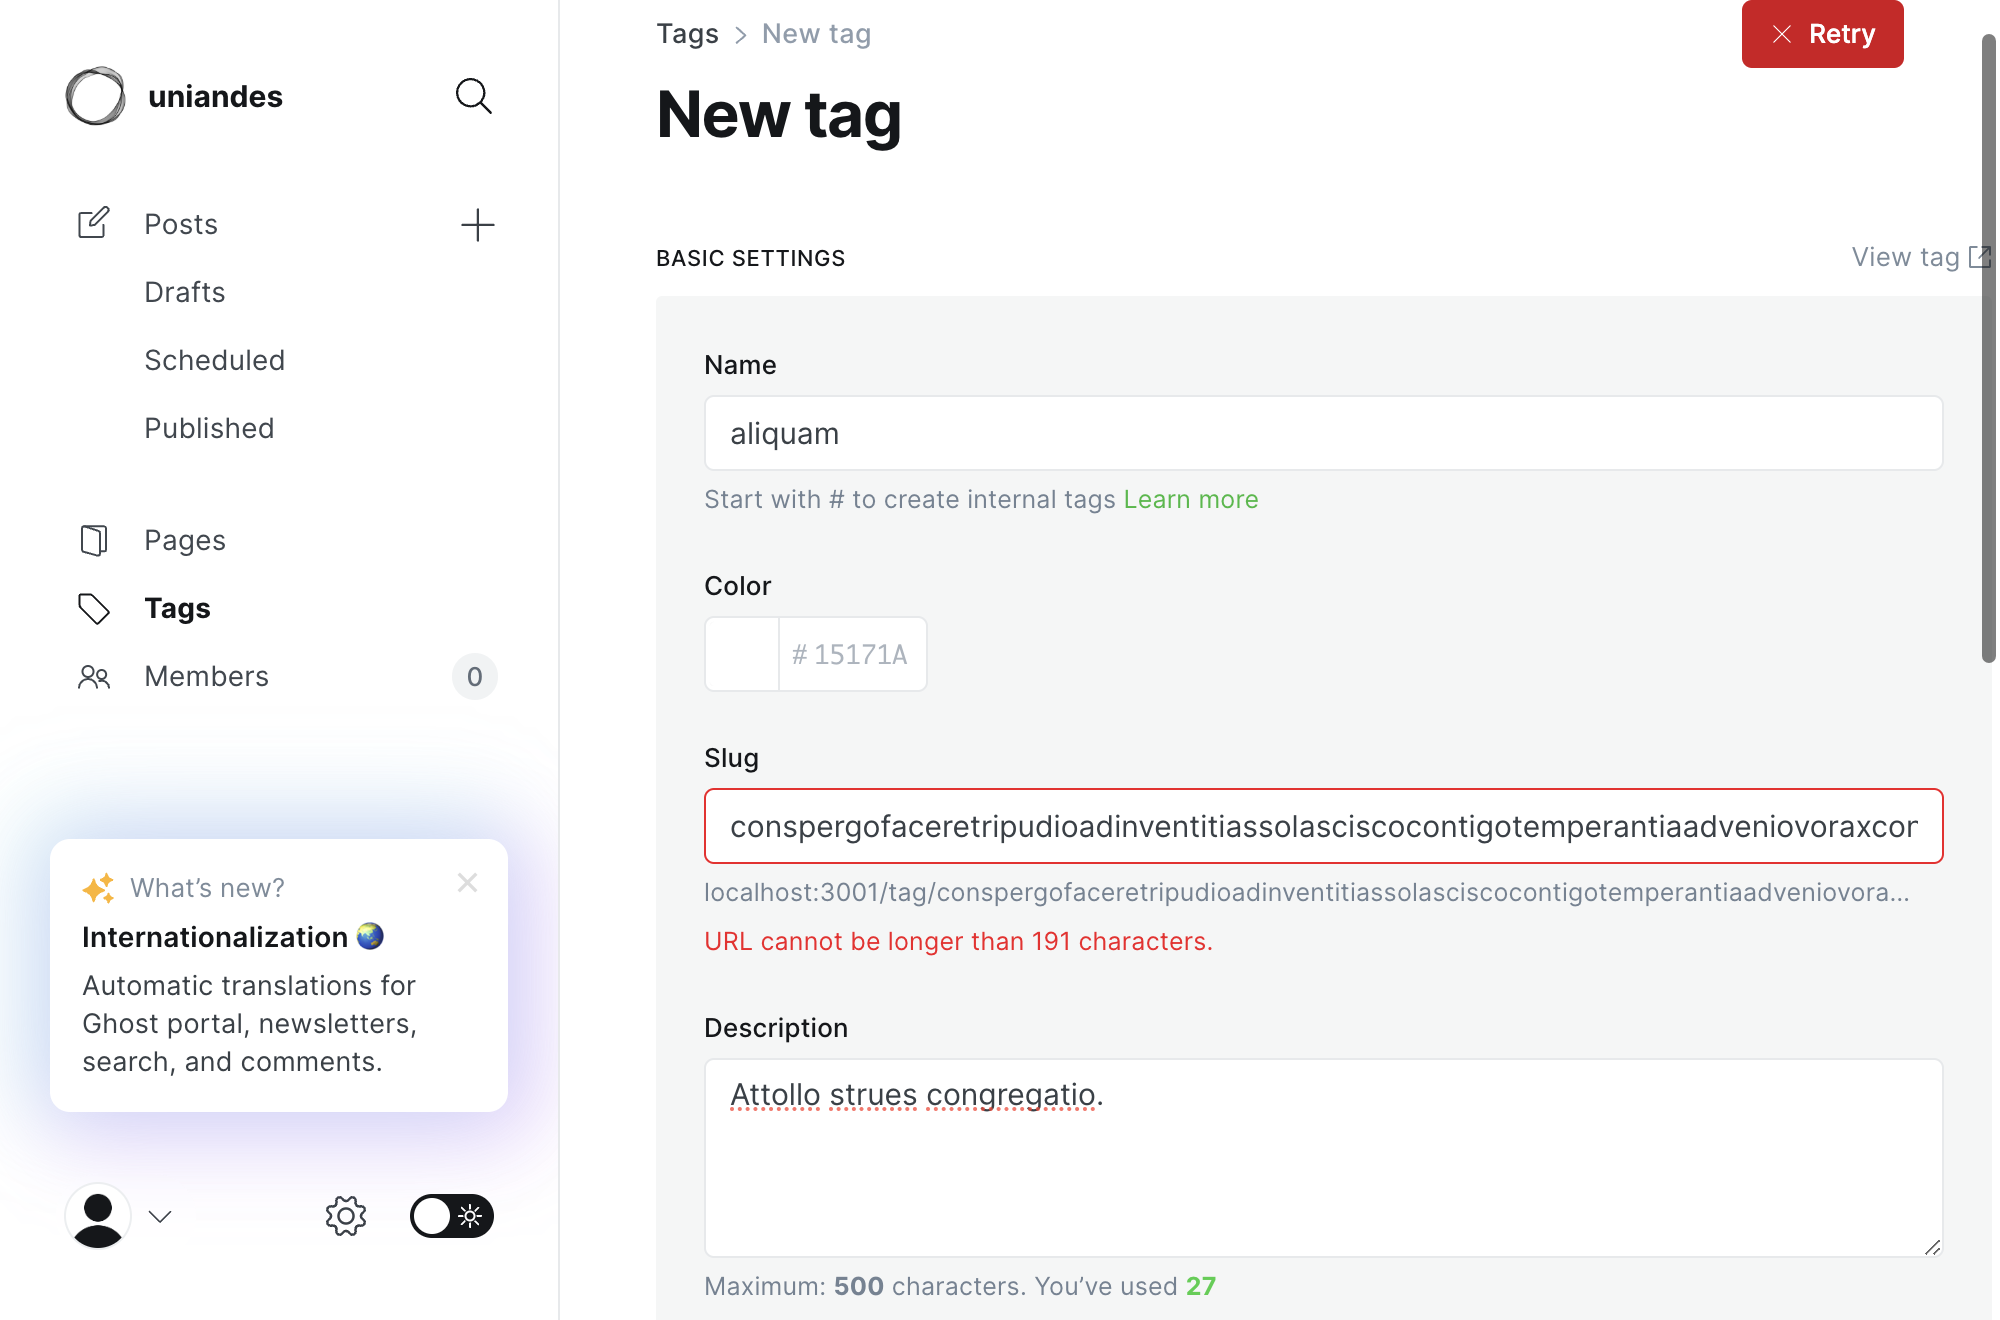 uniandes
Posts
Drafts
Scheduled
Published
Pages
Tags
Members
0
What’s new?
Internationalization
Automatic translations for
Ghost portal, newsletters,
search, and comments.
Tags > New tag
Retry
New tag
BASIC SETTINGS
View tag
Name
aliquam
Start with # to create internal tags Learn more
Color
# 15171A
Slug
conspergofaceretripudioadinventitiassolasciscocontigotemperantiaadveniovoraxcor
localhost:3001/tag/conspergofaceretripudioadinventitiassolasciscocontigotemperantiaadveniovora...
URL cannot be longer than 191 characters.
Description
Attollo strues congregatio.
Maximum: 500 characters. You’ve used 27